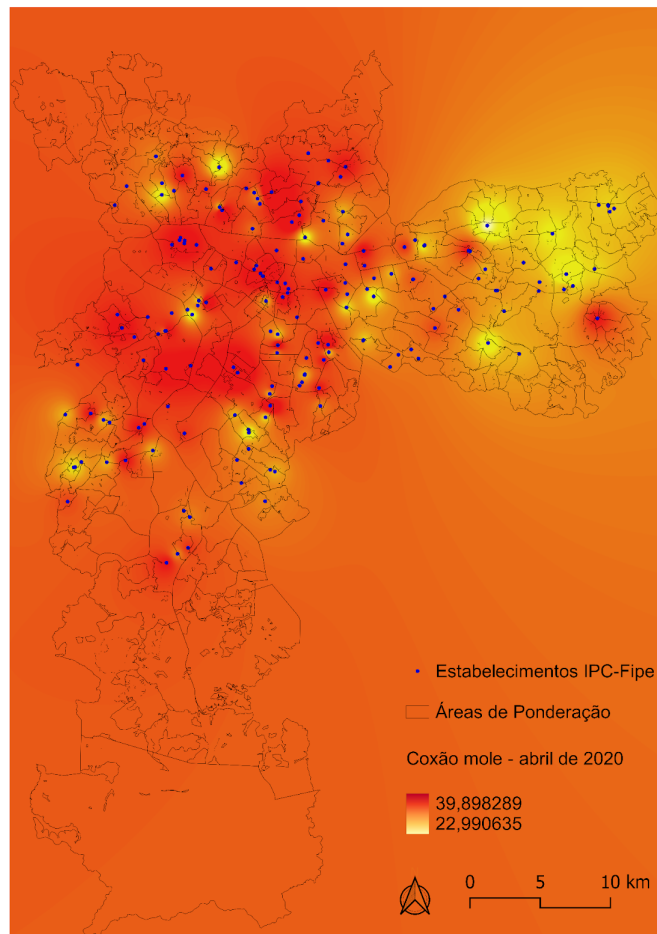 Estabelecimentos IPC-Fipe
Áreas de Ponderação
Coxão mole - abril de 2020
39,898289
22,990635
0 5 10 km